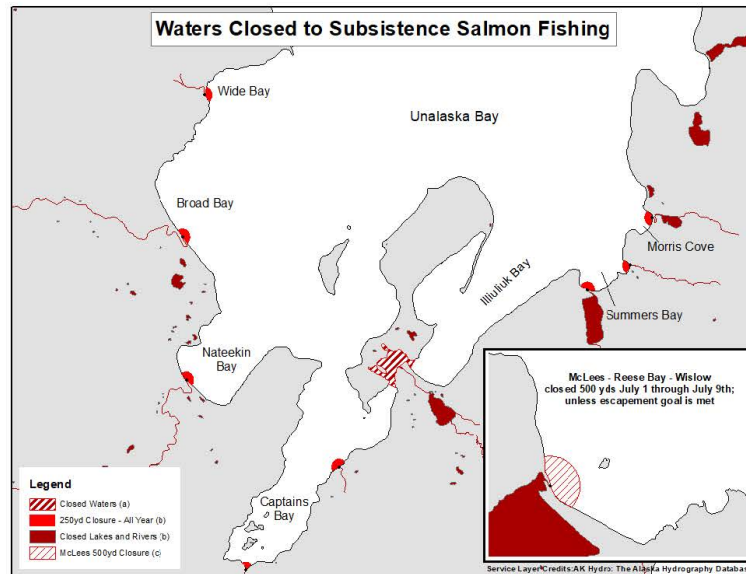 Waters Closed to Subsistence Salmon Fishing
Wide Bay
Unalaska Bay
Broad Bay
Morris Cove
Illiuliuk Bay
Summers Bay
Nateekin
Bay
McLees - Reese Bay - Wislow
closed 500 yds July 1 through July 9th;
unless escapement goal is met
Captains
Bay
Legend
Closed Waters (a)
250yd Closure - All Year (b)
Closed Lakes and Rivers (b)
McLees 500yd Closure (c)
Service Layer Credits: AK Hydro: The Alaska Hydrography Databas